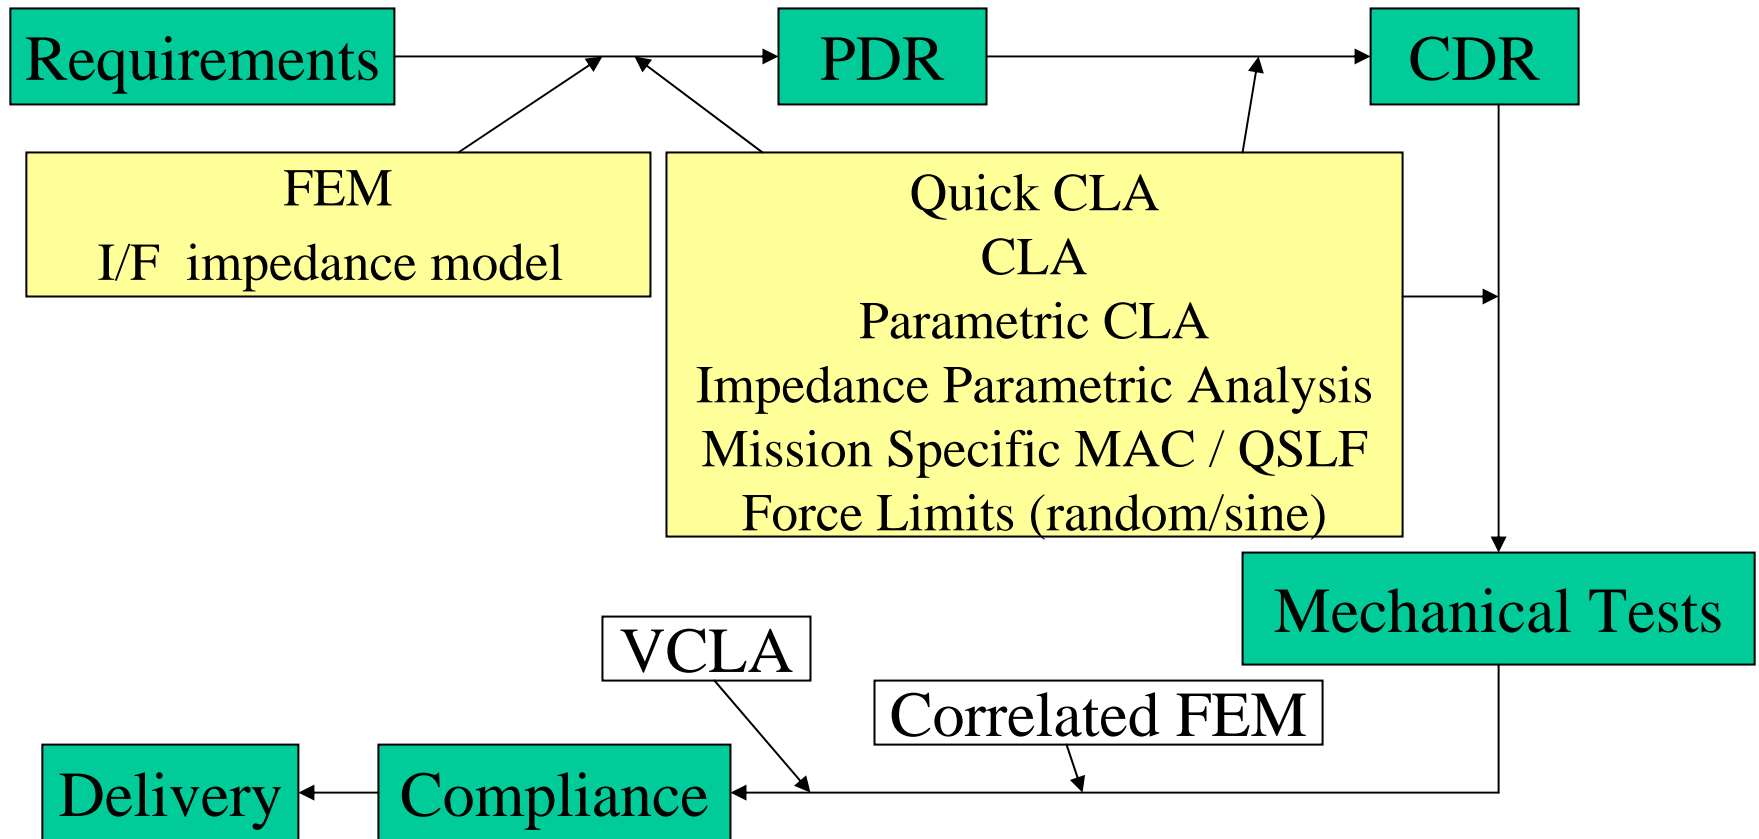 Requirements
PDR
CDR
FEM
I/F impedance model
Quick CLA
CLA
Parametric CLA
Impedance Parametric Analysis
Mission Specific MAC / QSLF
Force Limits (random/sine)
Mechanical Tests
VCLA
Correlated FEM
Delivery
Compliance